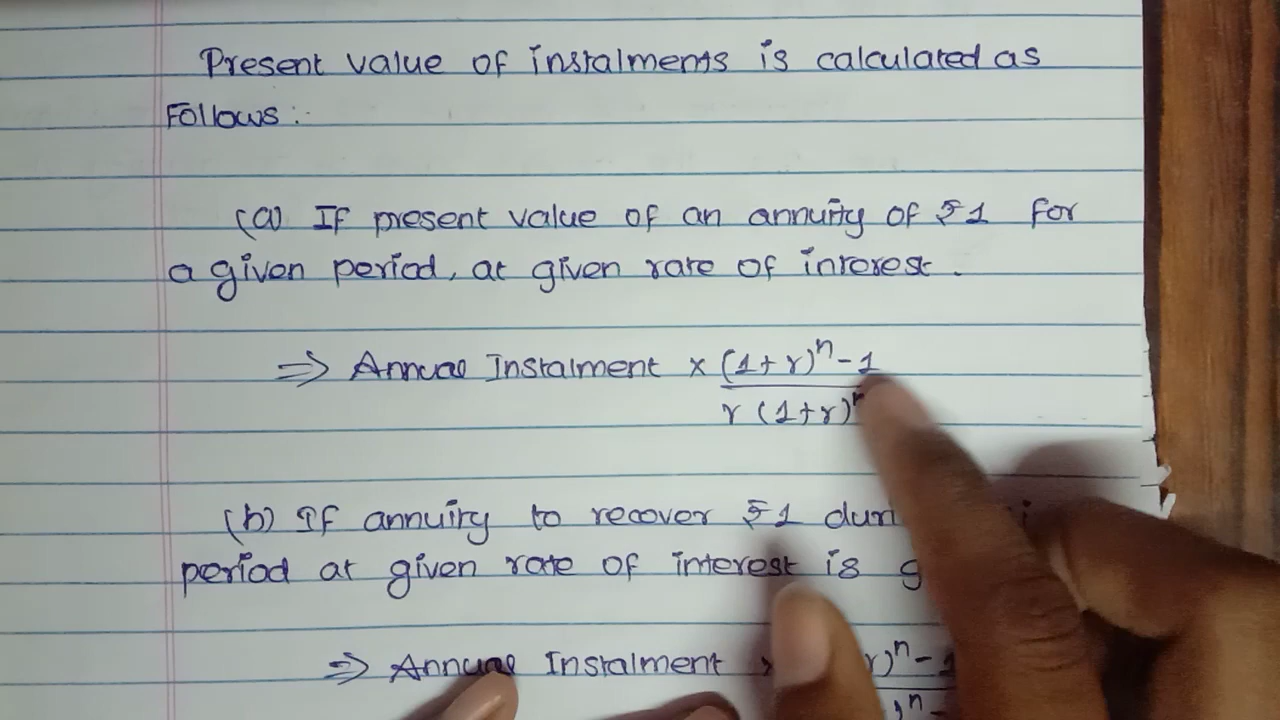 Present value of instalments is calculated as
Follows :-
(a) If present value of an annuity of ₹1 for
a given period, at given rate of interest.
⇒ Annual Instalment × (1+r)ⁿ-1
r (1+r)ⁿ
(b) If annuity to recover ₹1
period at given rate of interest is
⇒ Annual Instalment r)ⁿ-1